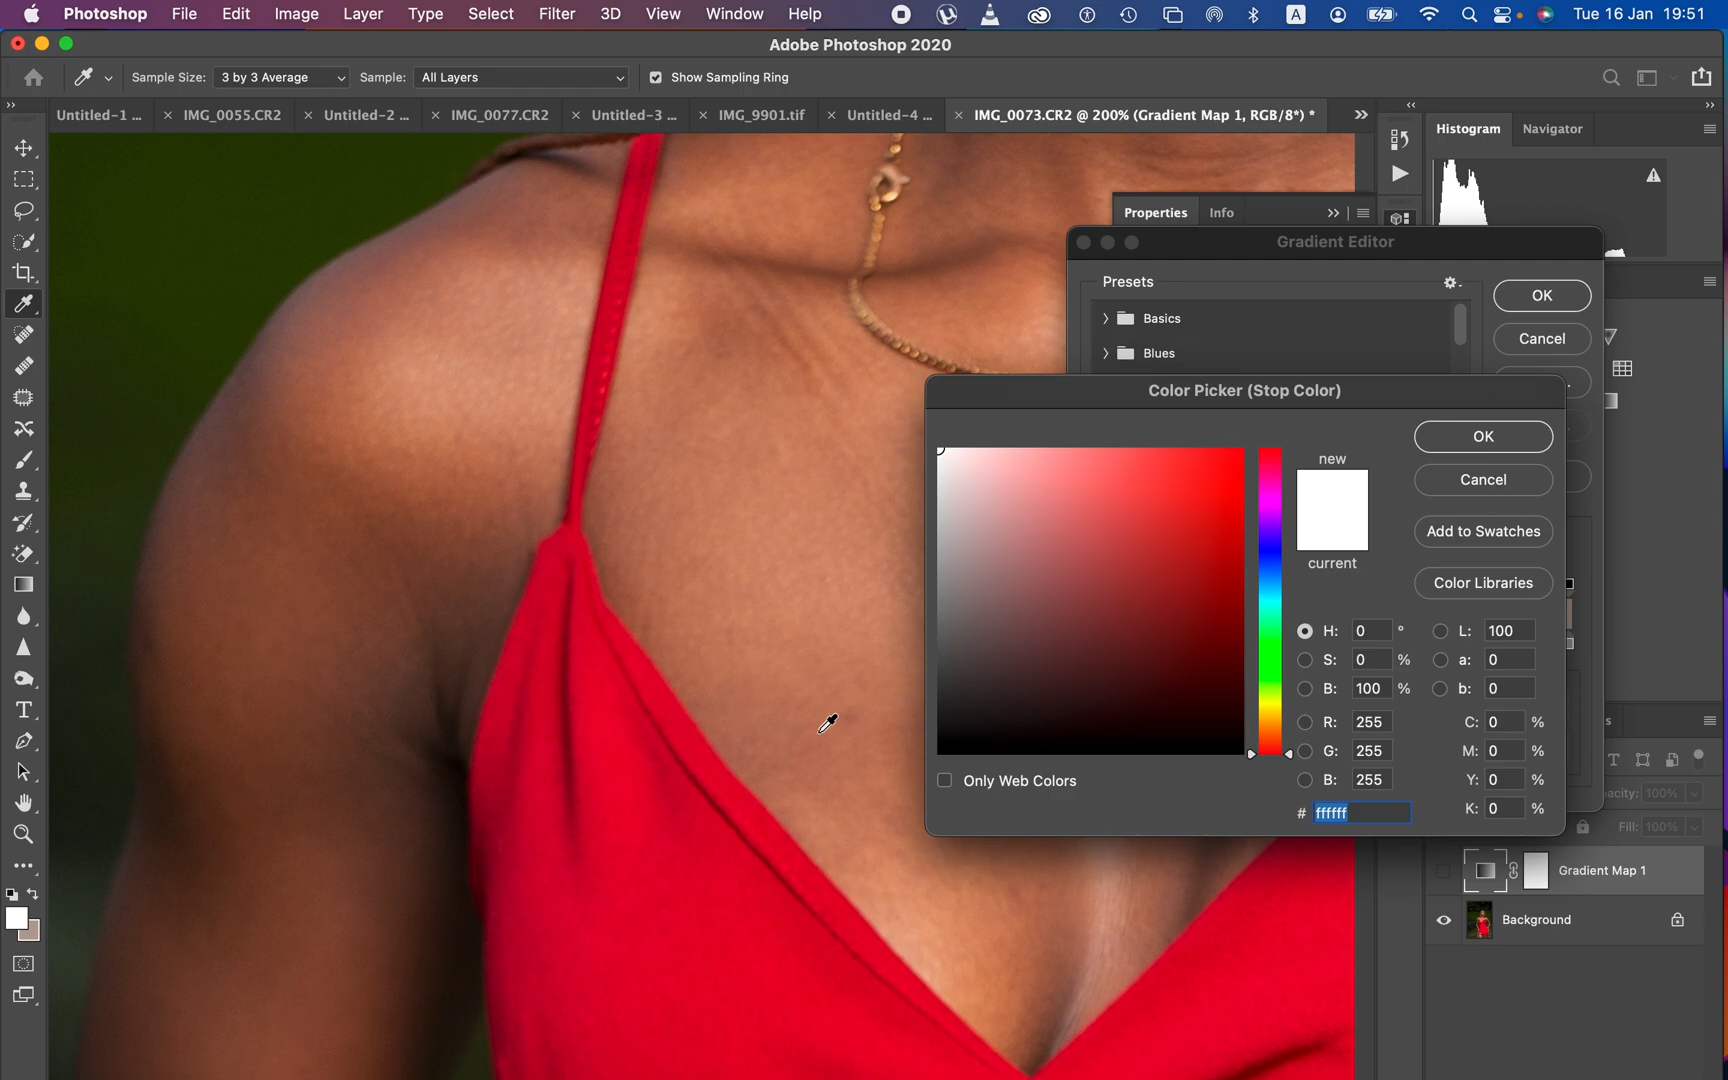 Photoshop File Edit Image Layer Type Select Filter 3D View Window Help A Tue 16 Jan 19:51
Adobe Photoshop 2020
Sample Size: 3 by 3 Average Sample: All Layers Show Sampling Ring
Untitled-1 ... × IMG_0055.CR2 × Untitled-2 ... × IMG_0077.CR2 × Untitled-3 ... × IMG_9901.tif × Untitled-4 ... × IMG_0073.CR2 @ 200% (Gradient Map 1, RGB/8*) *
Histogram Navigator
Properties Info
Gradient Editor
Presets
OK
Basics
Cancel
Blues
Color Picker (Stop Color)
OK
new
Cancel
Add to Swatches
current
Color Libraries
H: 0 ° L: 100
S: 0 % a: 0
B: 100 % b: 0
R: 255 C: 0 %
G: 255 M: 0 %
B: 255 Y: 0 %
Only Web Colors
# ffffff K: 0 %
pacity: 100%
Fill: 100%
Gradient Map 1
Background